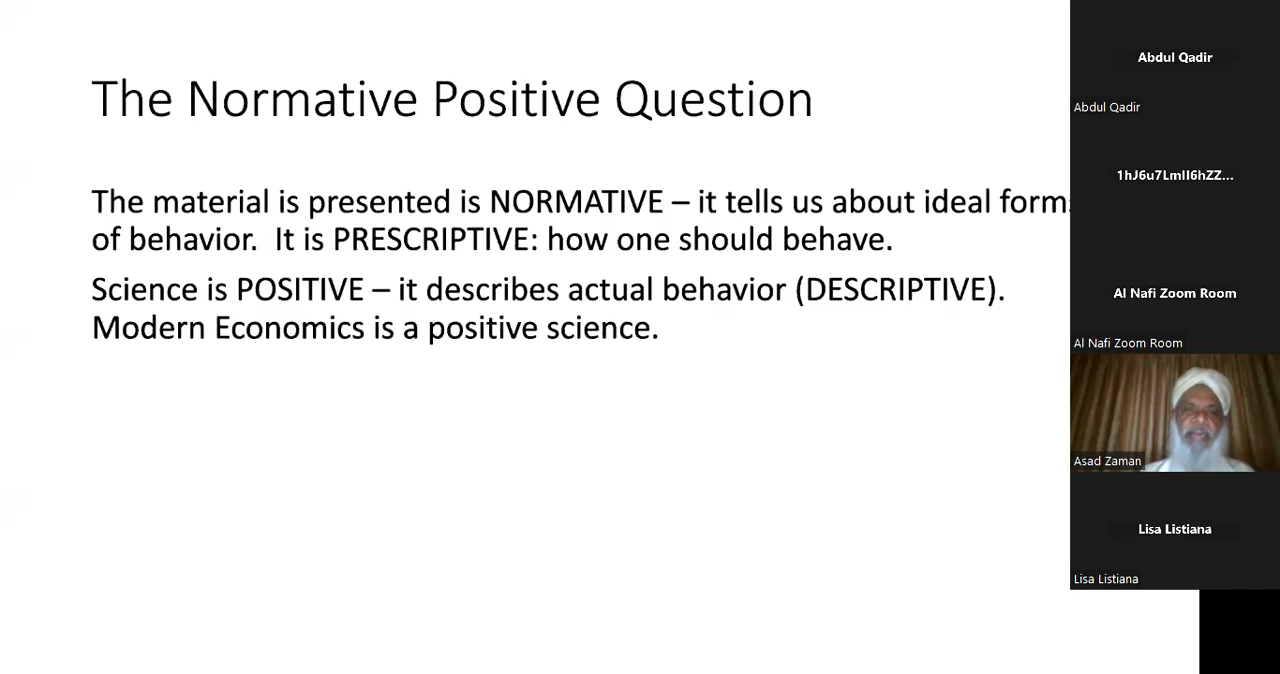 The Normative Positive Question
The material is presented is NORMATIVE – it tells us about ideal form
of behavior. It is PRESCRIPTIVE: how one should behave.
Science is POSITIVE – it describes actual behavior (DESCRIPTIVE).
Modern Economics is a positive science.
Abdul Qadir
Abdul Qadir
Al Nafi Zoom Room
Al Nafi Zoom Room
Asad Zaman
Lisa Listiana
Lisa Listiana